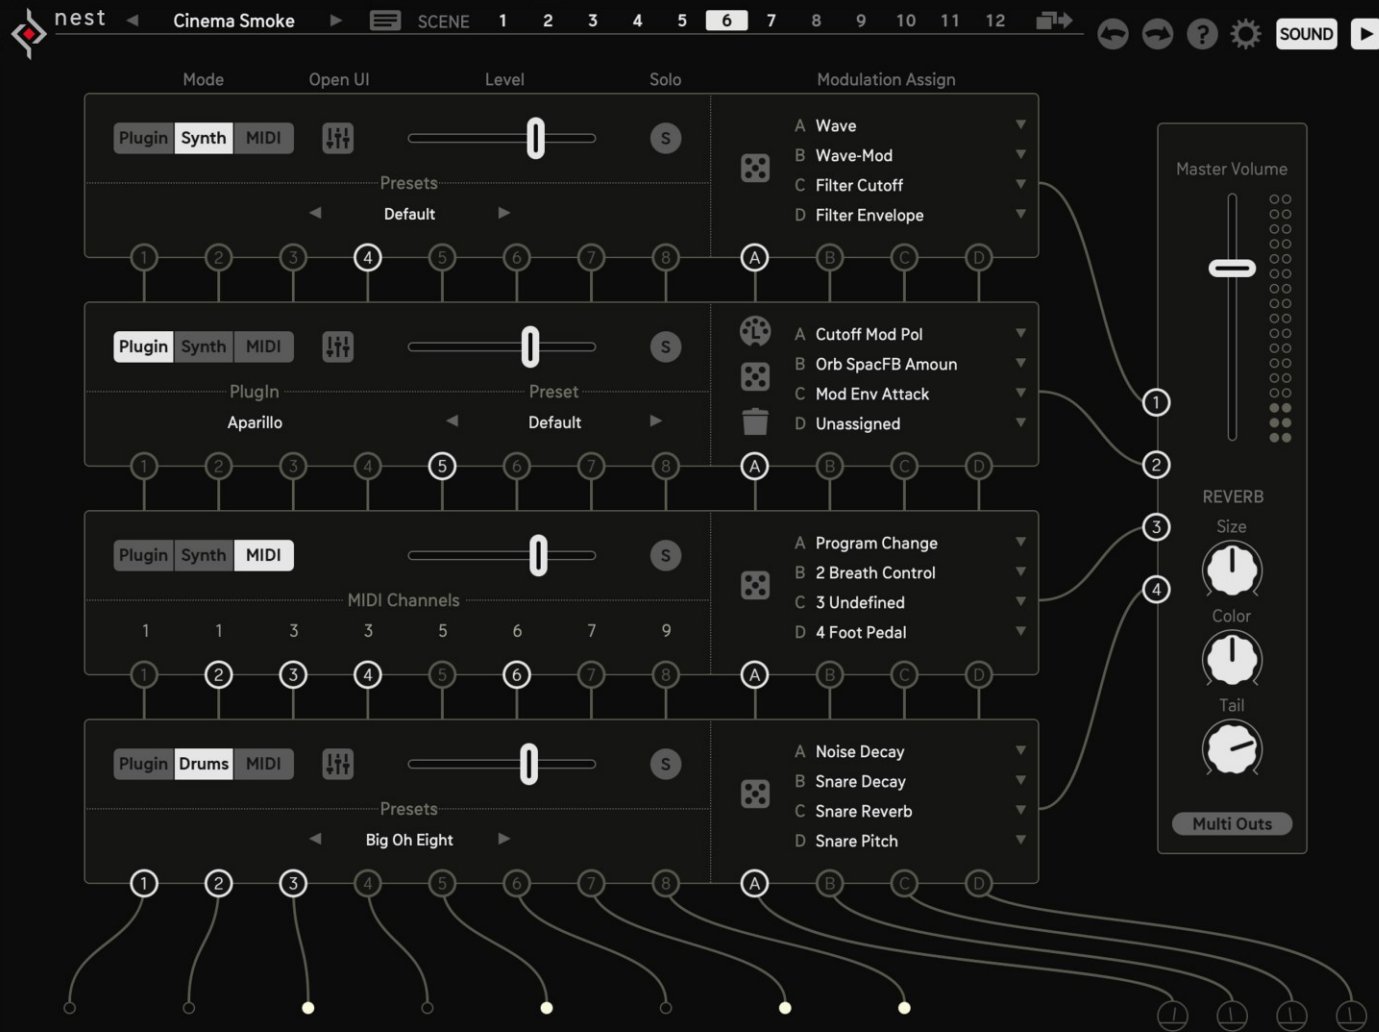 nest Cinema Smoke SCENE 1 2 3 4 5 6 7 8 9 10 11 12 ? SOUND
Mode Open UI Level Solo Modulation Assign
Plugin Synth MIDI S
Presets
Default
A Wave
B Wave-Mod
C Filter Cutoff
D Filter Envelope
1 2 3 4 5 6 7 8 A B C D
Plugin Synth MIDI S
PlugIn Preset
Aparillo Default
L
A Cutoff Mod Pol
B Orb SpacFB Amoun
C Mod Env Attack
D Unassigned
1 2 3 4 5 6 7 8 A B C D
Plugin Synth MIDI S
MIDI Channels
1 1 3 3 5 6 7 9
A Program Change
B 2 Breath Control
C 3 Undefined
D 4 Foot Pedal
1 2 3 4 5 6 7 8 A B C D
Plugin Drums MIDI S
Presets
Big Oh Eight
A Noise Decay
B Snare Decay
C Snare Reverb
D Snare Pitch
1 2 3 4 5 6 7 8 A B C D
Master Volume
1
2
3
4
REVERB
Size
Color
Tail
Multi Outs